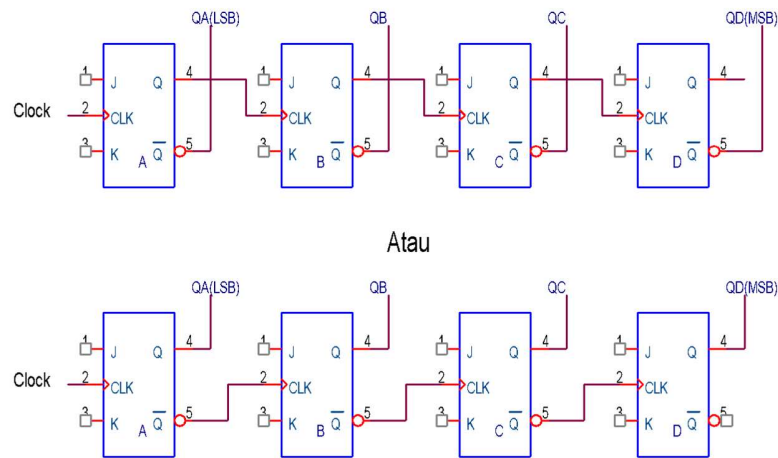 QA(LSB) QB QC QD(MSB)
1 J Q 4 1 J Q 4 1 J Q 4 1 J Q 4
Clock 2 CLK 2 CLK 2 CLK 2 CLK
3 K Q 5 3 K Q 5 3 K Q 5 3 K Q 5
A B C D
Atau
QA(LSB) QB QC QD(MSB)
1 J Q 4 1 J Q 4 1 J Q 4 1 J Q 4
Clock 2 CLK 2 CLK 2 CLK 2 CLK
3 K Q 5 3 K Q 5 3 K Q 5 3 K Q 5
A B C D